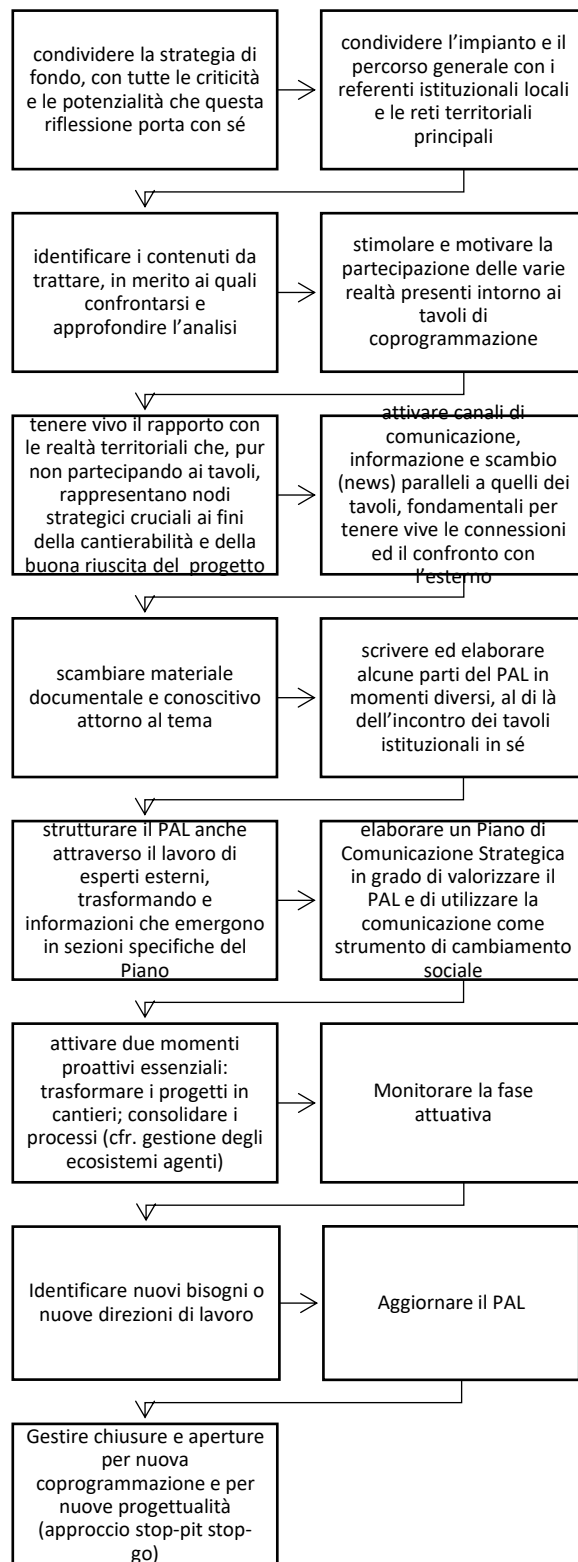 condividere la strategia di
fondo, con tutte le criticità
e le potenzialità che questa
riflessione porta con sé
condividere l’impianto e il
percorso generale con i
referenti istituzionali locali
e le reti territoriali
principali
identificare i contenuti da
trattare, in merito ai quali
confrontarsi e
approfondire l’analisi
stimolare e motivare la
partecipazione delle varie
realtà presenti intorno ai
tavoli di
coprogrammazione
tenere vivo il rapporto con
le realtà territoriali che, pur
non partecipando ai tavoli,
rappresentano nodi
strategici cruciali ai fini
della cantierabilità e della
buona riuscita del progetto
attivare canali di
comunicazione,
informazione e scambio
(news) paralleli a quelli dei
tavoli, fondamentali per
tenere vive le connessioni
ed il confronto con
l’esterno
scambiare materiale
documentale e conoscitivo
attorno al tema
scrivere ed elaborare
alcune parti del PAL in
momenti diversi, al di là
dell’incontro dei tavoli
istituzionali in sé
strutturare il PAL anche
attraverso il lavoro di
esperti esterni,
trasformando e
informazioni che emergono
in sezioni specifiche del
Piano
elaborare un Piano di
Comunicazione Strategica
in grado di valorizzare il
PAL e di utilizzare la
comunicazione come
strumento di cambiamento
sociale
attivare due momenti
proattivi essenziali:
trasformare i progetti in
cantieri; consolidare i
processi (cfr. gestione degli
ecosistemi agenti)
Monitorare la fase
attuativa
Identificare nuovi bisogni o
nuove direzioni di lavoro
Aggiornare il PAL
Gestire chiusure e aperture
per nuova
coprogrammazione e per
nuove progettualità
(approccio stop-pit stop-
go)